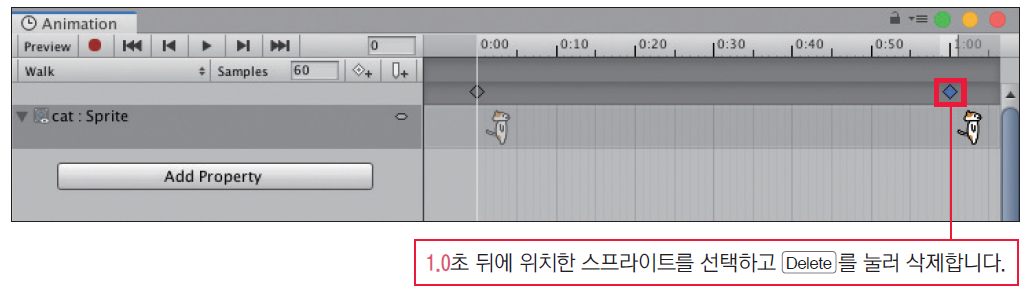 Animation
Preview 0 0:00 0:10 0:20 0:30 0:40 0:50 1:00
Walk Samples 60
cat : Sprite
Add Property
1.0초 뒤에 위치한 스프라이트를 선택하고 Delete를 눌러 삭제합니다.